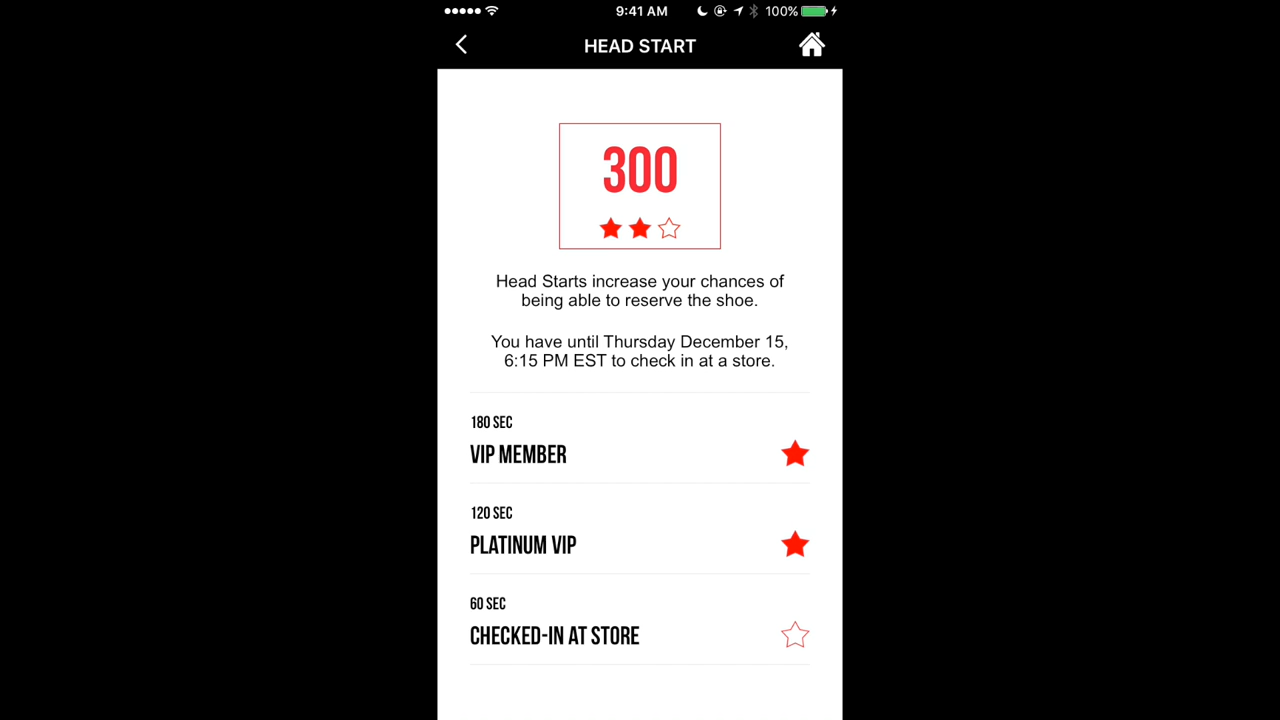 9:41 AM
100%
HEAD START
300
Head Starts increase your chances of
being able to reserve the shoe.
You have until Thursday December 15,
6:15 PM EST to check in at a store.
180 SEC
VIP MEMBER
120 SEC
PLATINUM VIP
60 SEC
CHECKED-IN AT STORE